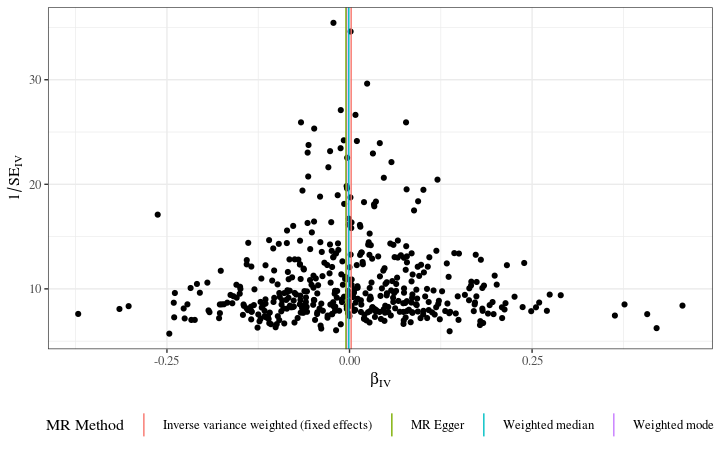 30
20
10
1/SE_IV
-0.25
0.00
0.25
β_IV
MR Method
Inverse variance weighted (fixed effects)
MR Egger
Weighted median
Weighted mode